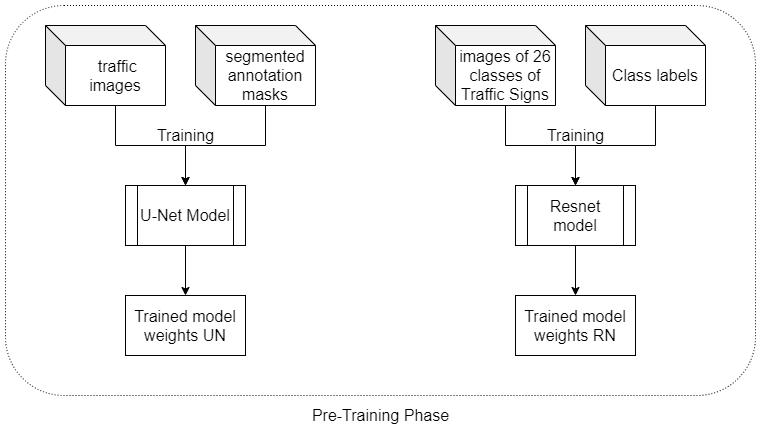 traffic
images
segmented
annotation
masks
Training
U-Net Model
Trained model
weights UN
images of 26
classes of
Traffic Signs
Class labels
Training
Resnet
model
Trained model
weights RN
Pre-Training Phase